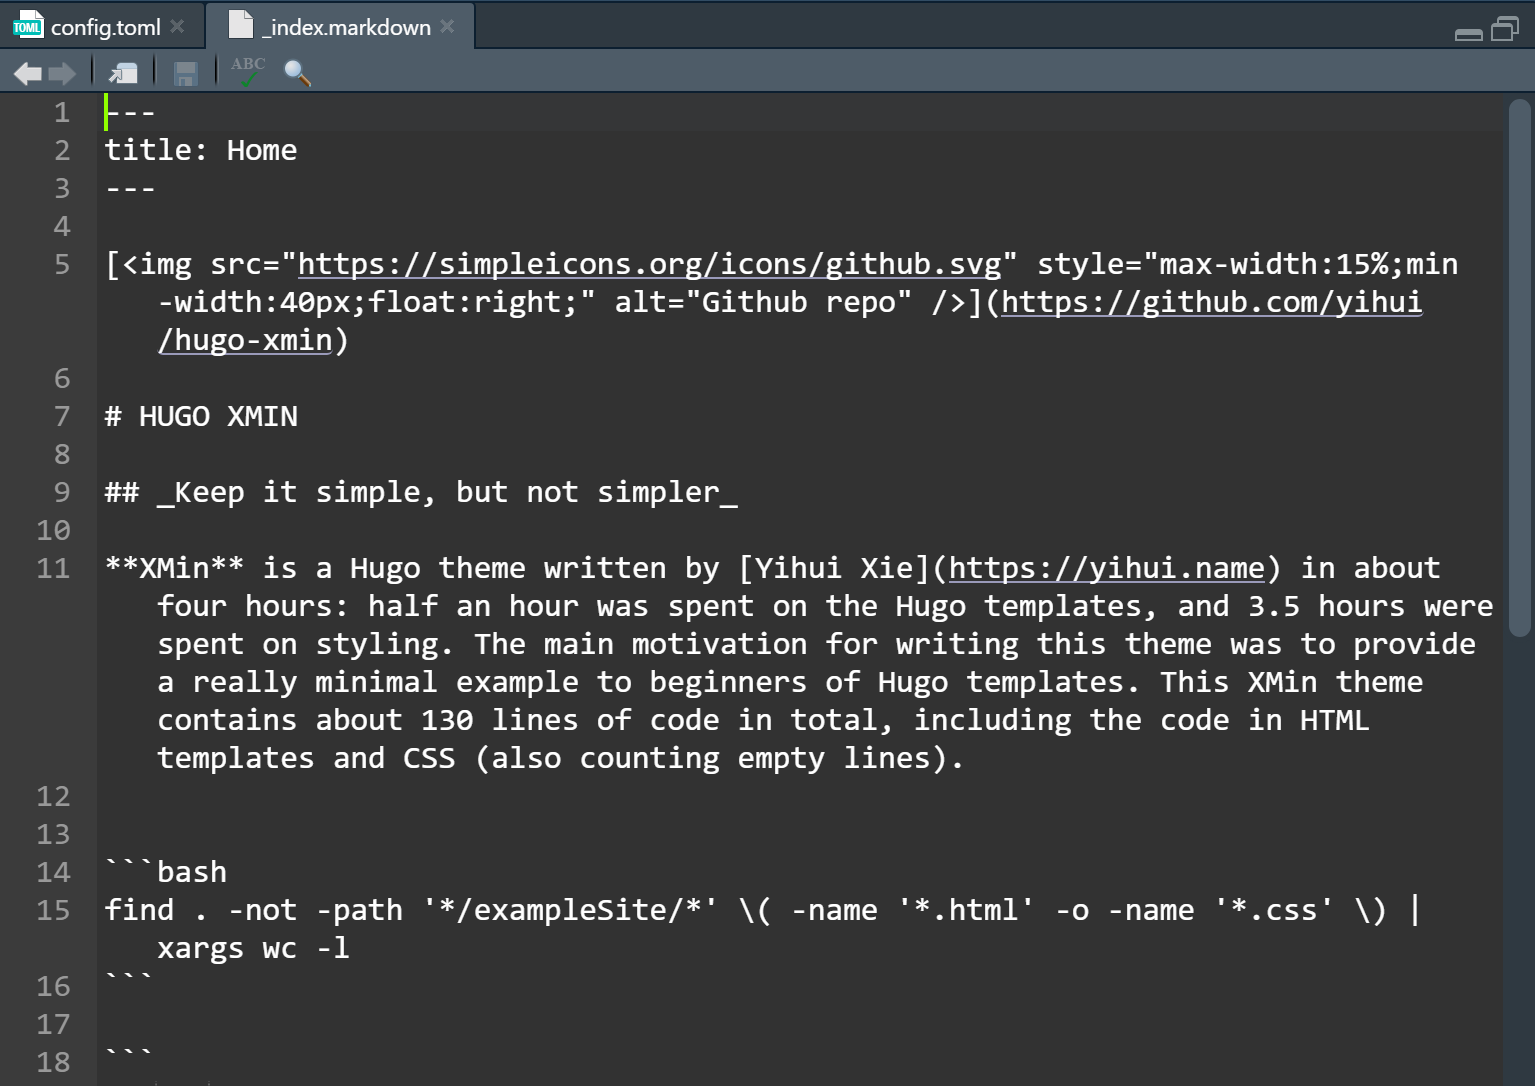 TOML config.toml ×
_index.markdown ×
ABC
1 ---
2 title: Home
3 ---
4
5 [<img src="https://simpleicons.org/icons/github.svg" style="max-width:15%;min
-width:40px;float:right;" alt="Github repo" />](https://github.com/yihui
/hugo-xmin)
6
7 # HUGO XMIN
8
9 ## _Keep it simple, but not simpler_
10
11 **XMin** is a Hugo theme written by [Yihui Xie](https://yihui.name) in about
four hours: half an hour was spent on the Hugo templates, and 3.5 hours were
spent on styling. The main motivation for writing this theme was to provide
a really minimal example to beginners of Hugo templates. This XMin theme
contains about 130 lines of code in total, including the code in HTML
templates and CSS (also counting empty lines).
12
13
14 ```bash
15 find . -not -path '*/exampleSite/*' \( -name '*.html' -o -name '*.css' \) |
xargs wc -l
16 ```
17
18 ```